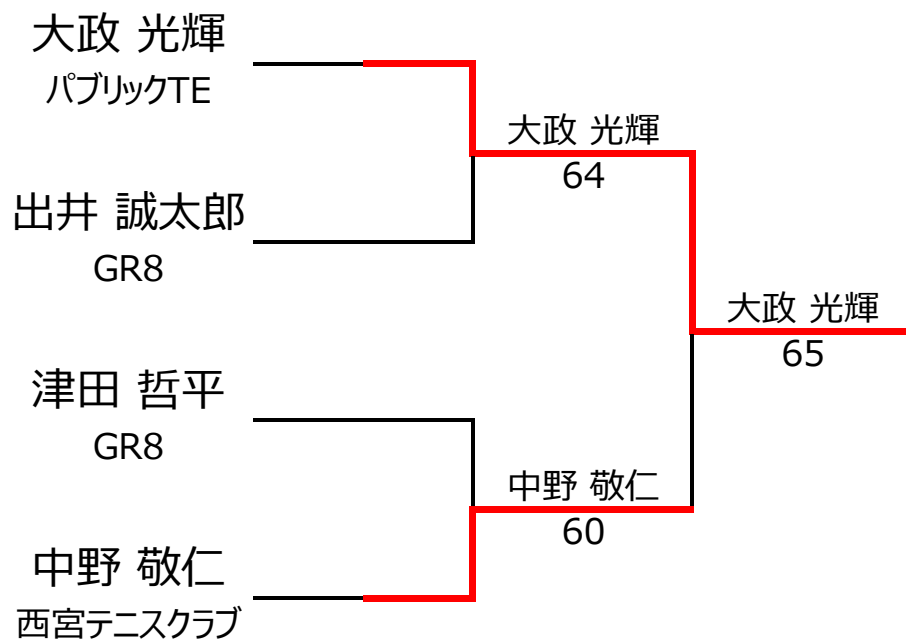 大政 光輝
パブリックTE
出井 誠太郎
GR8
津田 哲平
GR8
中野 敬仁
西宮テニスクラブ
大政 光輝
64
中野 敬仁
60
大政 光輝
65